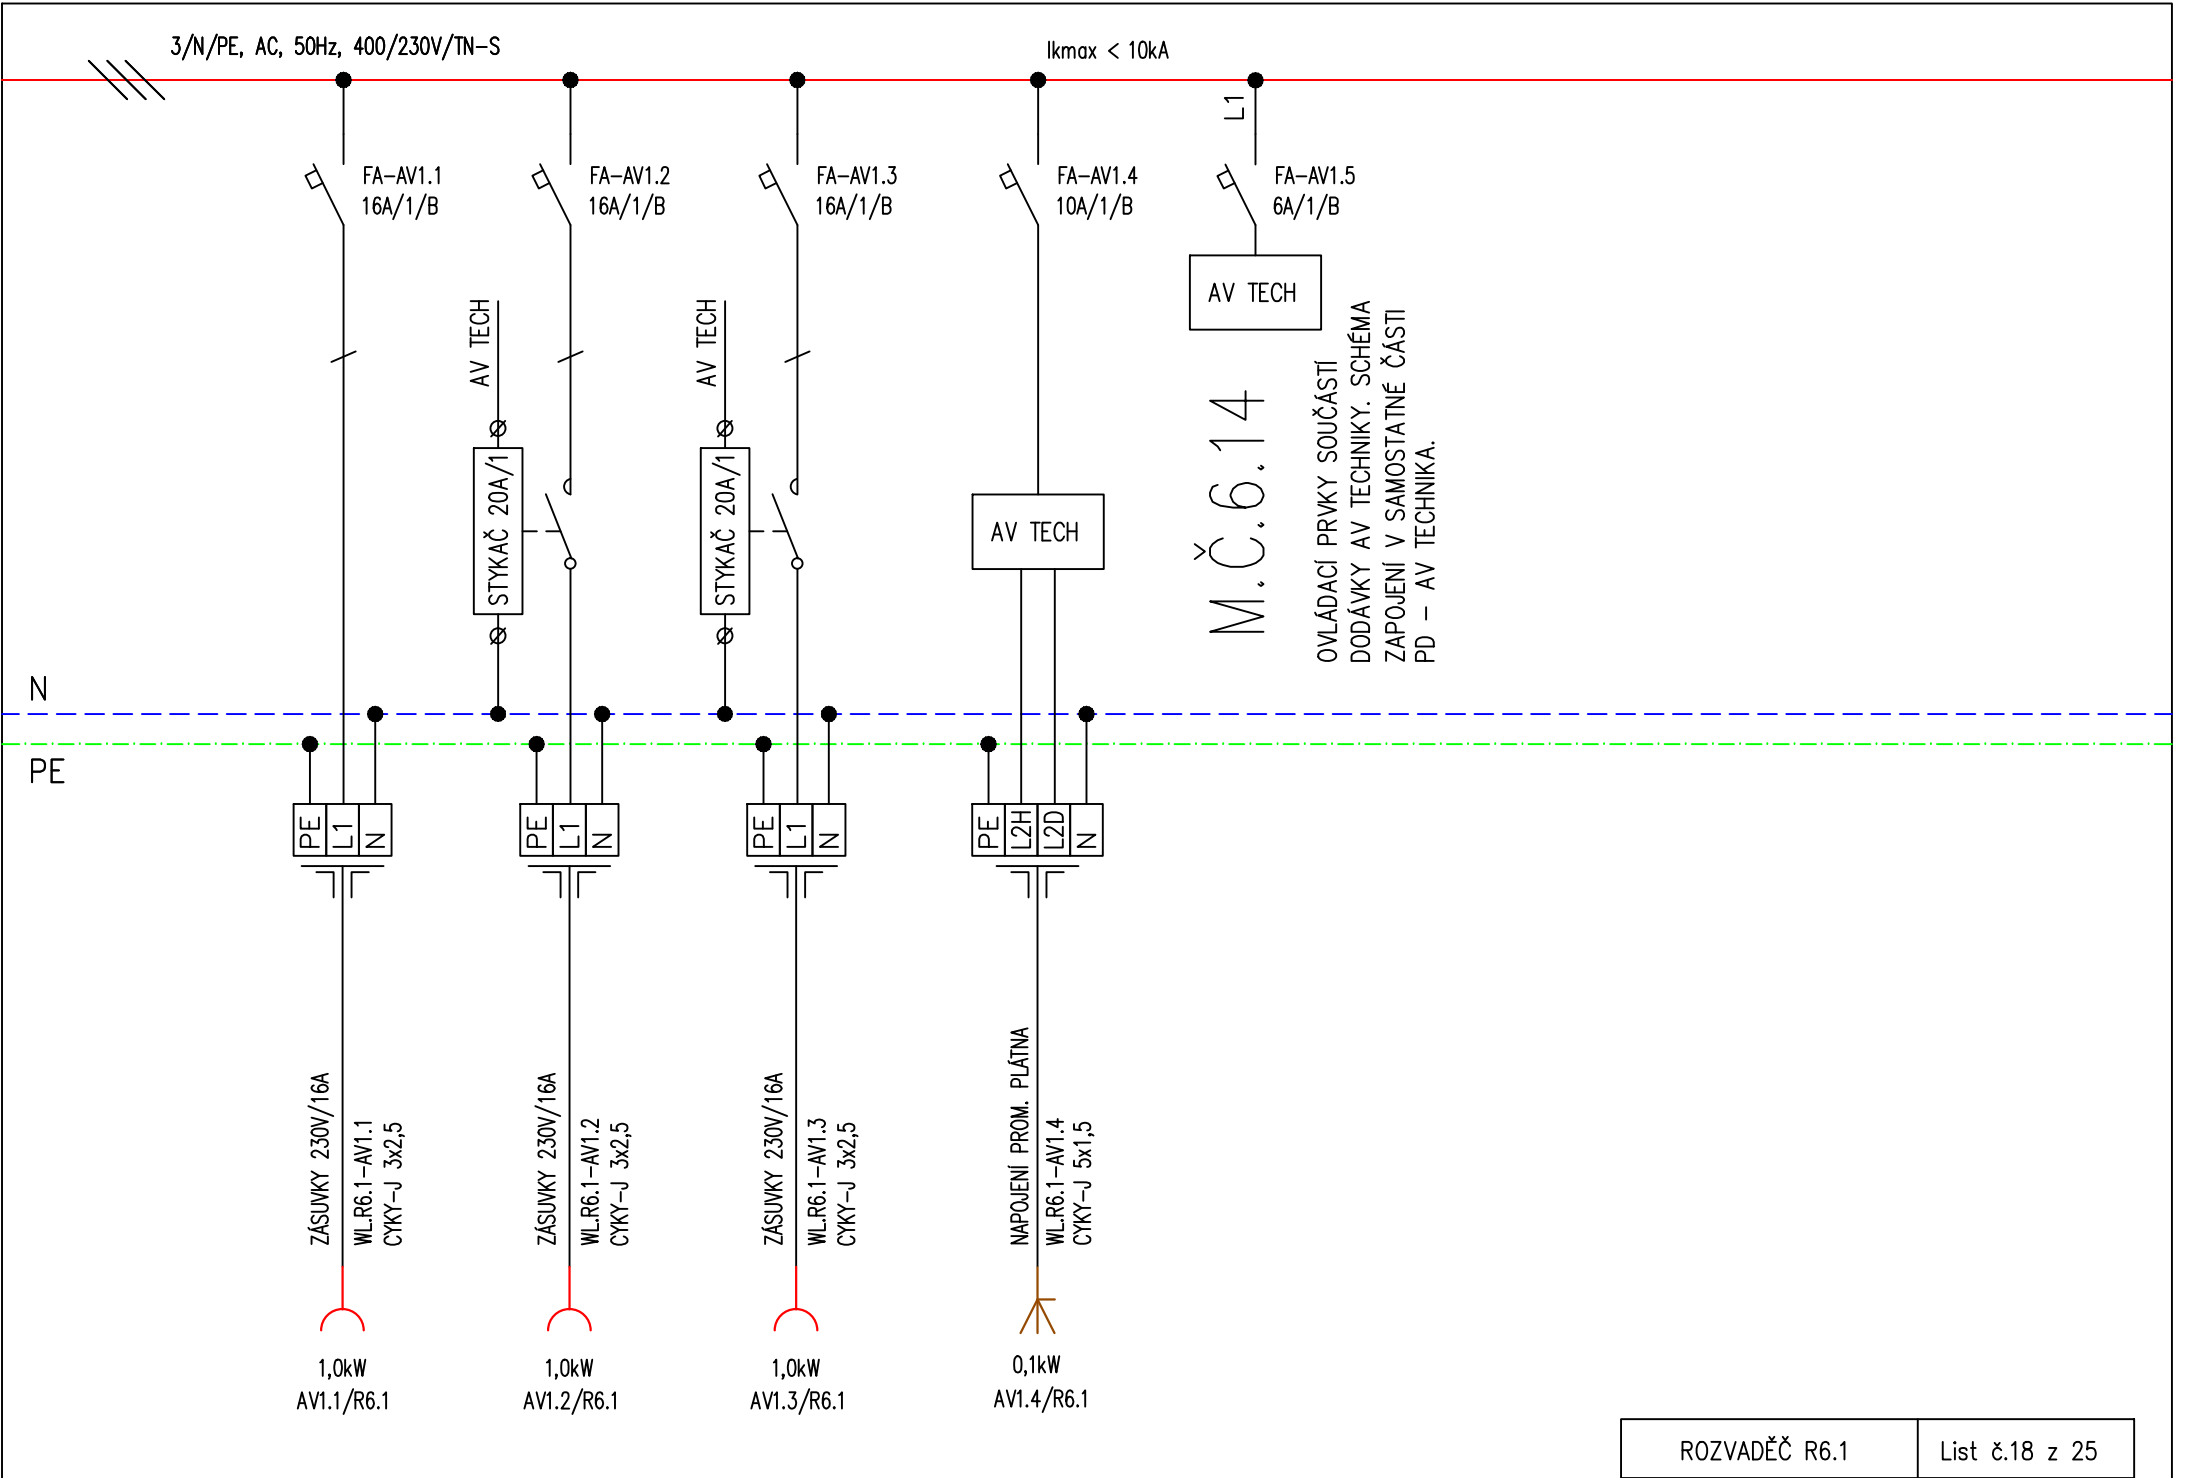 3/N/PE, AC, 50Hz, 400/230V/TN-S
Ikmax < 10kA
L1
FA-AV1.1
16A/1/B
FA-AV1.2
16A/1/B
FA-AV1.3
16A/1/B
FA-AV1.4
10A/1/B
FA-AV1.5
6A/1/B
AV TECH
AV TECH
AV TECH
STYKAČ 20A/1
STYKAČ 20A/1
AV TECH
M.Č.6.14
OVLÁDACÍ PRVKY SOUČÁSTÍ
DODÁVKY AV TECHNIKY. SCHÉMA
ZAPOJENÍ V SAMOSTATNÉ ČÁSTI
PD - AV TECHNIKA.
N
PE
PE L1 N
PE L1 N
PE L1 N
PE L2H L2D N
ZÁSUVKY 230V/16A
WL.R6.1-AV1.1
CYKY-J 3x2,5
ZÁSUVKY 230V/16A
WL.R6.1-AV1.2
CYKY-J 3x2,5
ZÁSUVKY 230V/16A
WL.R6.1-AV1.3
CYKY-J 3x2,5
NAPOJENÍ PROM. PLÁTNA
WL.R6.1-AV1.4
CYKY-J 5x1,5
1,0kW
AV1.1/R6.1
1,0kW
AV1.2/R6.1
1,0kW
AV1.3/R6.1
0,1kW
AV1.4/R6.1
ROZVADĚČ R6.1
List č.18 z 25